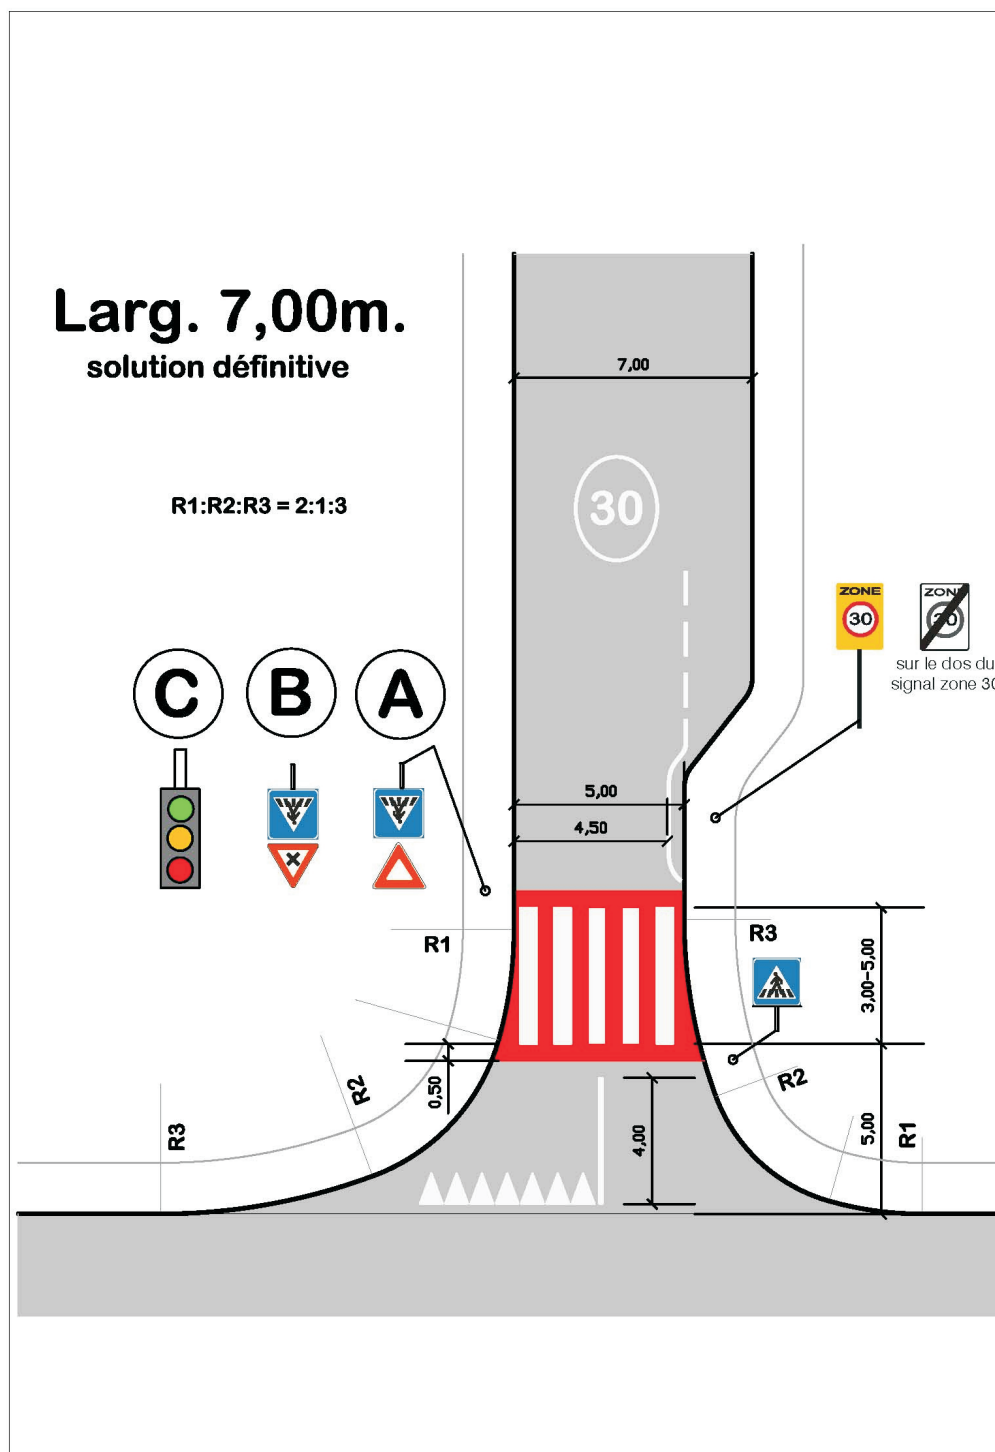 Larg. 7,00m.
solution définitive
7,00
R1:R2:R3 = 2:1:3
30
ZONE
30
ZONE
30
sur le dos du
signal zone 30
C
B
A
5,00
4,50
R1
R3
3,00-5,00
R2
0,50
R2
R3
4,00
5,00
R1